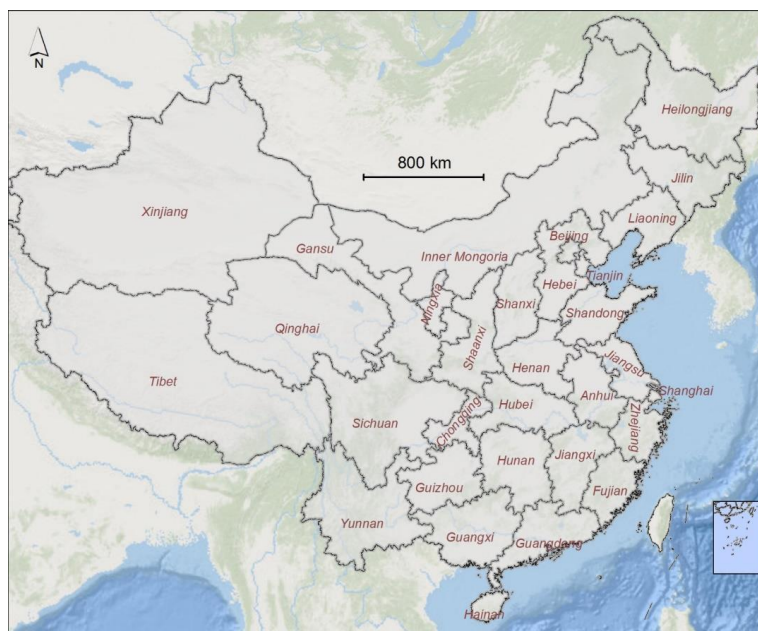 N
Heilongjiang
800 km
Jilin
Xinjiang
Liaoning
Beijing
Gansu
Inner Mongoria
Tianjin
Hebei
Ningxia
Shanxi
Shandong
Qinghai
Shaanxi
Jiangsu
Henan
Tibet
Anhui
Shanghai
Hubei
Chongqing
Zhejiang
Sichuan
Jiangxi
Hunan
Guizhou
Fujian
Yunnan
Guangxi
Guangdong
Hainan